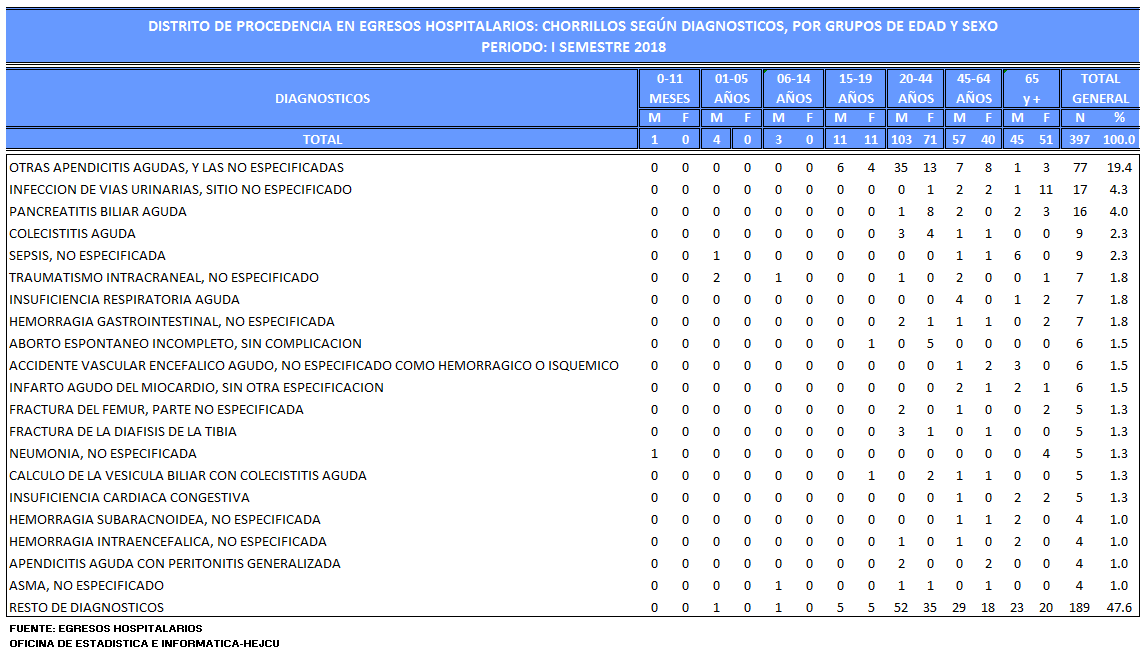 DISTRITO DE PROCEDENCIA EN EGRESOS HOSPITALARIOS: CHORRILLOS SEGÚN DIAGNOSTICOS, POR GRUPOS DE EDAD Y SEXO
PERIODO: I SEMESTRE 2018
DIAGNOSTICOS 0-11 MESES 01-05 AÑOS 06-14 AÑOS 15-19 AÑOS 20-44 AÑOS 45-64 AÑOS 65 y + TOTAL GENERAL
M F M F M F M F M F M F M F N %
TOTAL 1 0 4 0 3 0 11 11 103 71 57 40 45 51 397 100.0
OTRAS APENDICITIS AGUDAS, Y LAS NO ESPECIFICADAS 0 0 0 0 0 0 6 4 35 13 7 8 1 3 77 19.4
INFECCION DE VIAS URINARIAS, SITIO NO ESPECIFICADO 0 0 0 0 0 0 0 0 0 1 2 2 1 11 17 4.3
PANCREATITIS BILIAR AGUDA 0 0 0 0 0 0 0 0 1 8 2 0 2 3 16 4.0
COLECISTITIS AGUDA 0 0 0 0 0 0 0 0 3 4 1 1 0 0 9 2.3
SEPSIS, NO ESPECIFICADA 0 0 1 0 0 0 0 0 0 0 1 1 6 0 9 2.3
TRAUMATISMO INTRACRANEAL, NO ESPECIFICADO 0 0 2 0 1 0 0 0 1 0 2 0 0 1 7 1.8
INSUFICIENCIA RESPIRATORIA AGUDA 0 0 0 0 0 0 0 0 0 0 4 0 1 2 7 1.8
HEMORRAGIA GASTROINTESTINAL, NO ESPECIFICADA 0 0 0 0 0 0 0 0 2 1 1 1 0 2 7 1.8
ABORTO ESPONTANEO INCOMPLETO, SIN COMPLICACION 0 0 0 0 0 0 0 1 0 5 0 0 0 0 6 1.5
ACCIDENTE VASCULAR ENCEFALICO AGUDO, NO ESPECIFICADO COMO HEMORRAGICO O ISQUEMICO 0 0 0 0 0 0 0 0 0 0 1 2 3 0 6 1.5
INFARTO AGUDO DEL MIOCARDIO, SIN OTRA ESPECIFICACION 0 0 0 0 0 0 0 0 0 0 2 1 2 1 6 1.5
FRACTURA DEL FEMUR, PARTE NO ESPECIFICADA 0 0 0 0 0 0 0 0 2 0 1 0 0 2 5 1.3
FRACTURA DE LA DIAFISIS DE LA TIBIA 0 0 0 0 0 0 0 0 3 1 0 1 0 0 5 1.3
NEUMONIA, NO ESPECIFICADA 1 0 0 0 0 0 0 0 0 0 0 0 0 4 5 1.3
CALCULO DE LA VESICULA BILIAR CON COLECISTITIS AGUDA 0 0 0 0 0 0 0 1 0 2 1 1 0 0 5 1.3
INSUFICIENCIA CARDIACA CONGESTIVA 0 0 0 0 0 0 0 0 0 0 1 0 2 2 5 1.3
HEMORRAGIA SUBARACNOIDEA, NO ESPECIFICADA 0 0 0 0 0 0 0 0 0 0 1 1 2 0 4 1.0
HEMORRAGIA INTRAENCEFALICA, NO ESPECIFICADA 0 0 0 0 0 0 0 0 1 0 1 0 2 0 4 1.0
APENDICITIS AGUDA CON PERITONITIS GENERALIZADA 0 0 0 0 0 0 0 0 2 0 0 2 0 0 4 1.0
ASMA, NO ESPECIFICADO 0 0 0 0 1 0 0 0 1 1 0 1 0 0 4 1.0
RESTO DE DIAGNOSTICOS 0 0 1 0 1 0 5 5 52 35 29 18 23 20 189 47.6
FUENTE: EGRESOS HOSPITALARIOS
OFICINA DE ESTADISTICA E INFORMATICA-HEJCU